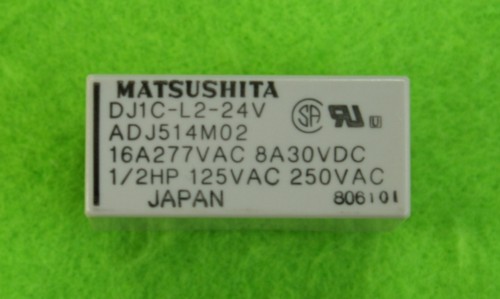 MATSUSHITA
DJ1C-L2-24V
ADJ514M02
16A277VAC 8A30VDC
1/2HP 125VAC 250VAC
JAPAN 806101